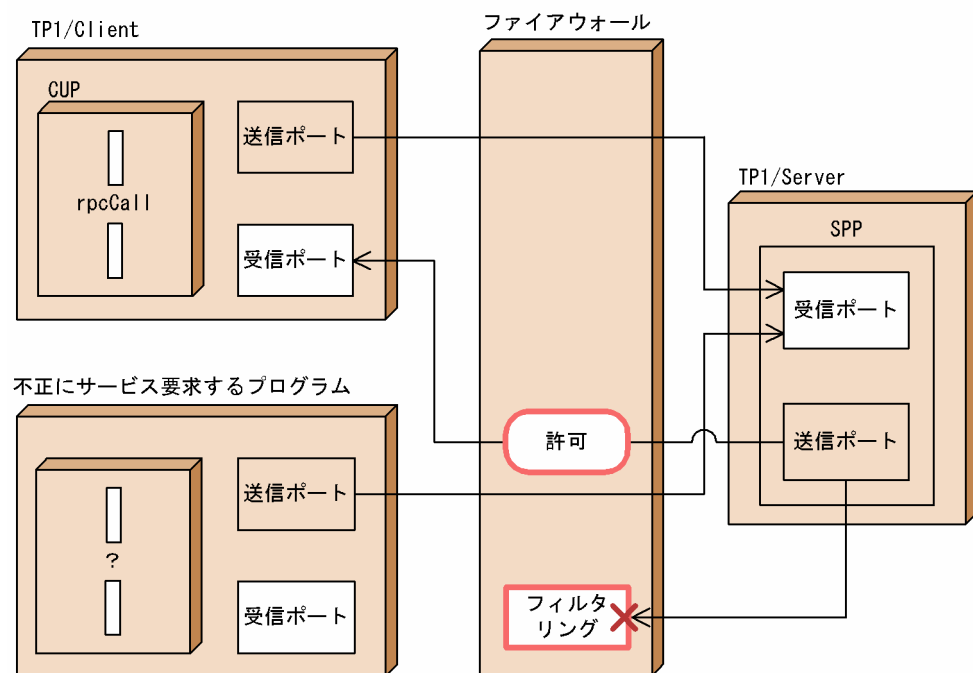 TP1/Client
CUP
rpcCall
送信ポート
受信ポート
ファイアウォール
許可
フィルタ
リング
TP1/Server
SPP
受信ポート
送信ポート
不正にサービス要求するプログラム
?
送信ポート
受信ポート